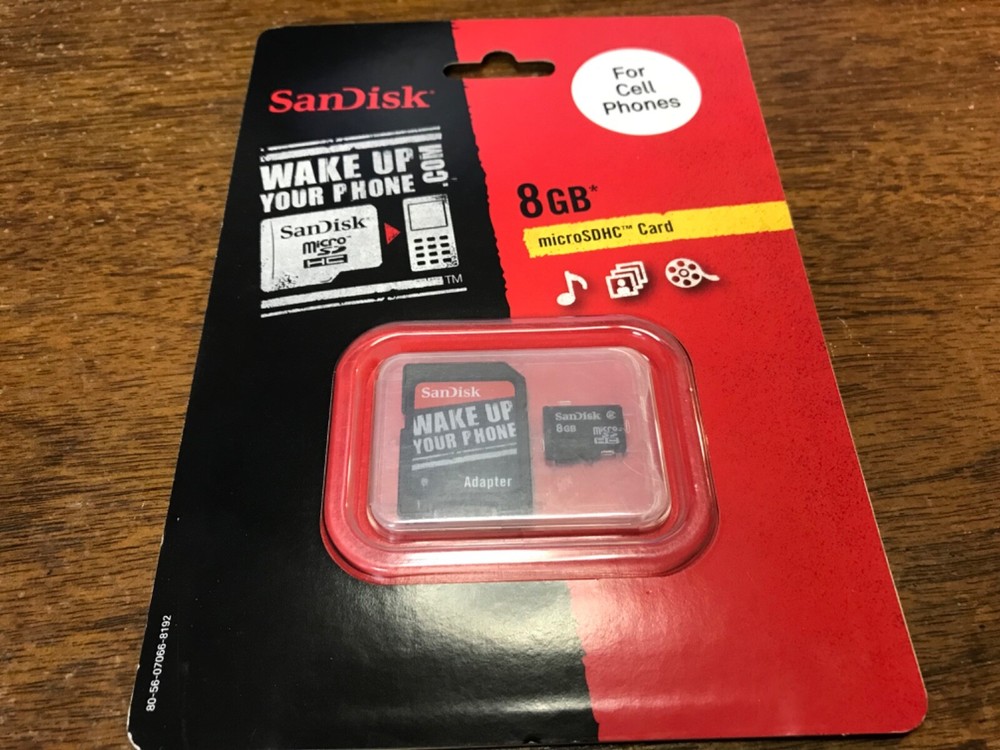 SanDisk
WAKE UP
YOUR PHONE
.COM
SanDisk
micro
SD
HC
TM
For
Cell
Phones
8GB*
microSDHC™ Card
SanDisk
WAKE UP
YOUR PHONE
Adapter
SanDisk 2
8GB micro
SD
HC
80-56-07066-8192